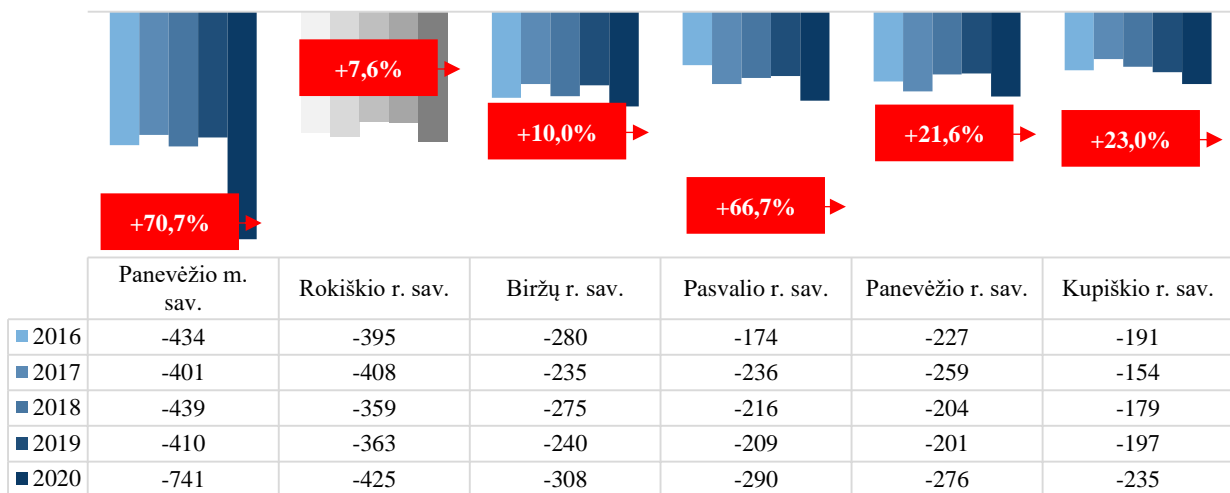 +7,6%
+10,0%
+21,6%
+23,0%
+66,7%
+70,7%
Panevėžio m. sav. Rokiškio r. sav. Biržų r. sav. Pasvalio r. sav. Panevėžio r. sav. Kupiškio r. sav.
2016 -434 -395 -280 -174 -227 -191
2017 -401 -408 -235 -236 -259 -154
2018 -439 -359 -275 -216 -204 -179
2019 -410 -363 -240 -209 -201 -197
2020 -741 -425 -308 -290 -276 -235